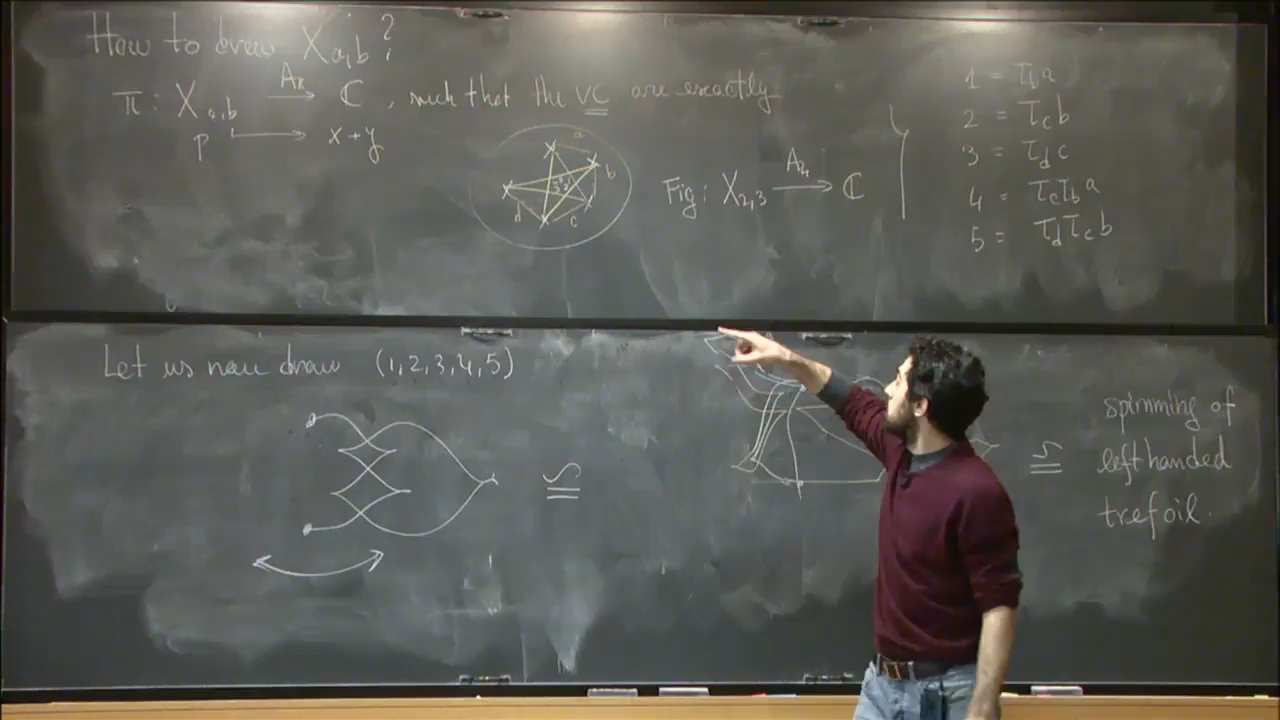 How to draw X_{a,b}?
π: X_{a,b} →^{A_k} ℂ, such that the VC are exactly
p ↦ x+y
a
b
c
d
Fig: X_{2,3} →^{A_4} ℂ
1 = τ_b a
2 = τ_c b
3 = τ_d c
4 = τ_c τ_b a
5 = τ_d τ_c b
Let us now draw (1,2,3,4,5)
≅
≅ spinning of
left handed
trefoil.